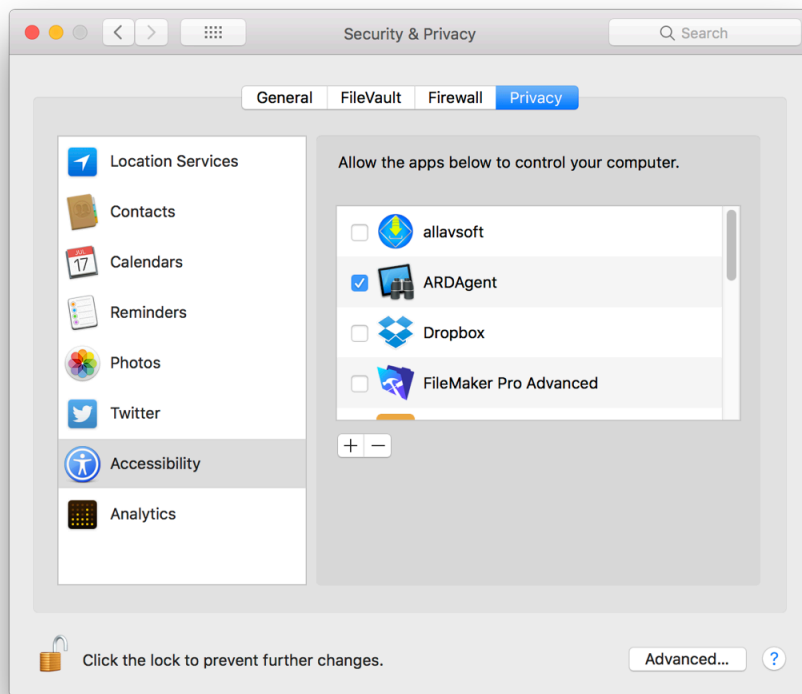 Security & Privacy
Search
General
FileVault
Firewall
Privacy
Location Services
Contacts
JUL
17
Calendars
Reminders
Photos
Twitter
Accessibility
Analytics
Allow the apps below to control your computer.
allavsoft
ARDAgent
Dropbox
FileMaker Pro Advanced
+
−
Click the lock to prevent further changes.
Advanced...
?